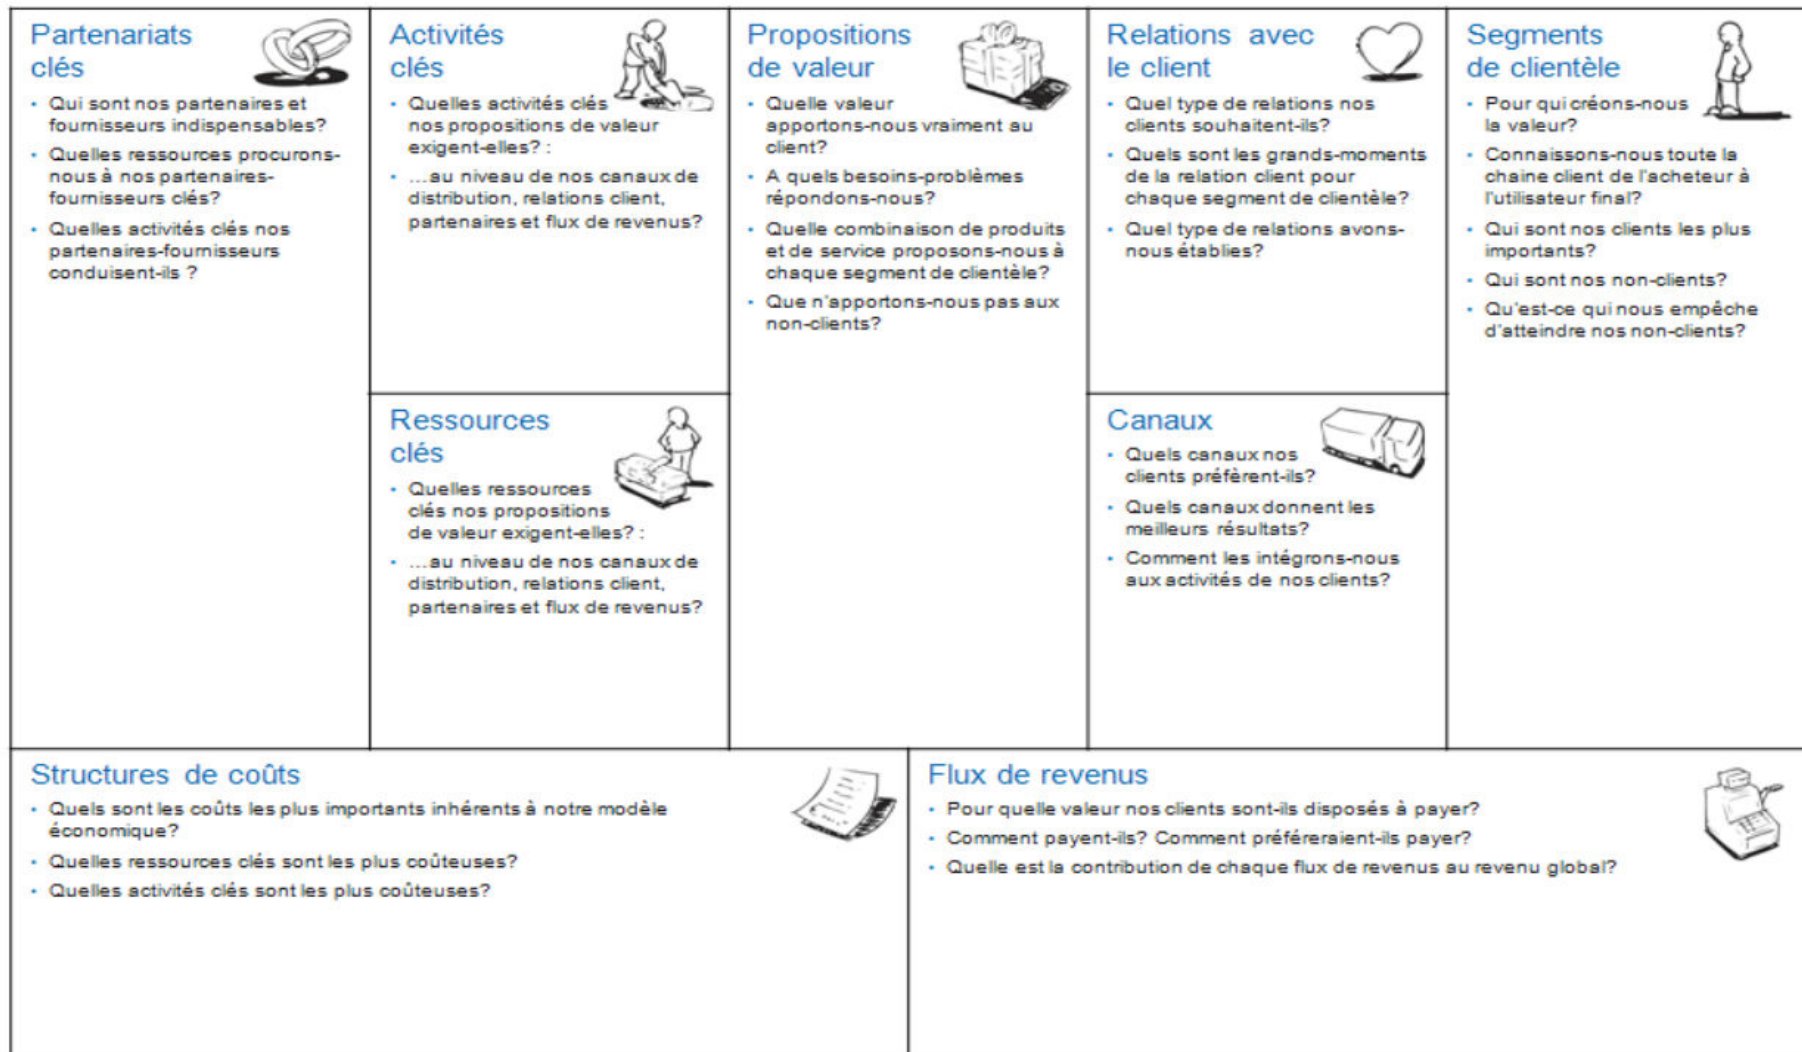 Partenariats
clés
• Qui sont nos partenaires et
fournisseurs indispensables?
• Quelles ressources procurons-
nous à nos partenaires-
fournisseurs clés?
• Quelles activités clés nos
partenaires-fournisseurs
conduisent-ils ?
Activités
clés
• Quelles activités clés
nos propositions de valeur
exigent-elles? :
• …au niveau de nos canaux de
distribution, relations client,
partenaires et flux de revenus?
Ressources
clés
• Quelles ressources
clés nos propositions
de valeur exigent-elles? :
• …au niveau de nos canaux de
distribution, relations client,
partenaires et flux de revenus?
Propositions
de valeur
• Quelle valeur
apportons-nous vraiment au
client?
• A quels besoins-problèmes
répondons-nous?
• Quelle combinaison de produits
et de service proposons-nous à
chaque segment de clientèle?
• Que n'apportons-nous pas aux
non-clients?
Relations avec
le client
• Quel type de relations nos
clients souhaitent-ils?
• Quels sont les grands-moments
de la relation client pour
chaque segment de clientèle?
• Quel type de relations avons-
nous établies?
Canaux
• Quels canaux nos
clients préfèrent-ils?
• Quels canaux donnent les
meilleurs résultats?
• Comment les intégrons-nous
aux activités de nos clients?
Segments
de clientèle
• Pour qui créons-nous
la valeur?
• Connaissons-nous toute la
chaine client de l'acheteur à
l'utilisateur final?
• Qui sont nos clients les plus
importants?
• Qui sont nos non-clients?
• Qu'est-ce qui nous empêche
d'atteindre nos non-clients?
Structures de coûts
• Quels sont les coûts les plus importants inhérents à notre modèle
économique?
• Quelles ressources clés sont les plus coûteuses?
• Quelles activités clés sont les plus coûteuses?
Flux de revenus
• Pour quelle valeur nos clients sont-ils disposés à payer?
• Comment payent-ils? Comment préféreraient-ils payer?
• Quelle est la contribution de chaque flux de revenus au revenu global?